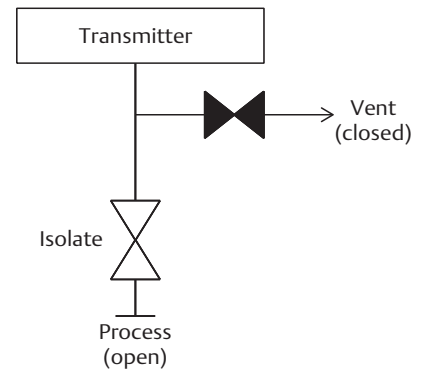 Transmitter
Vent
(closed)
Isolate
Process
(open)